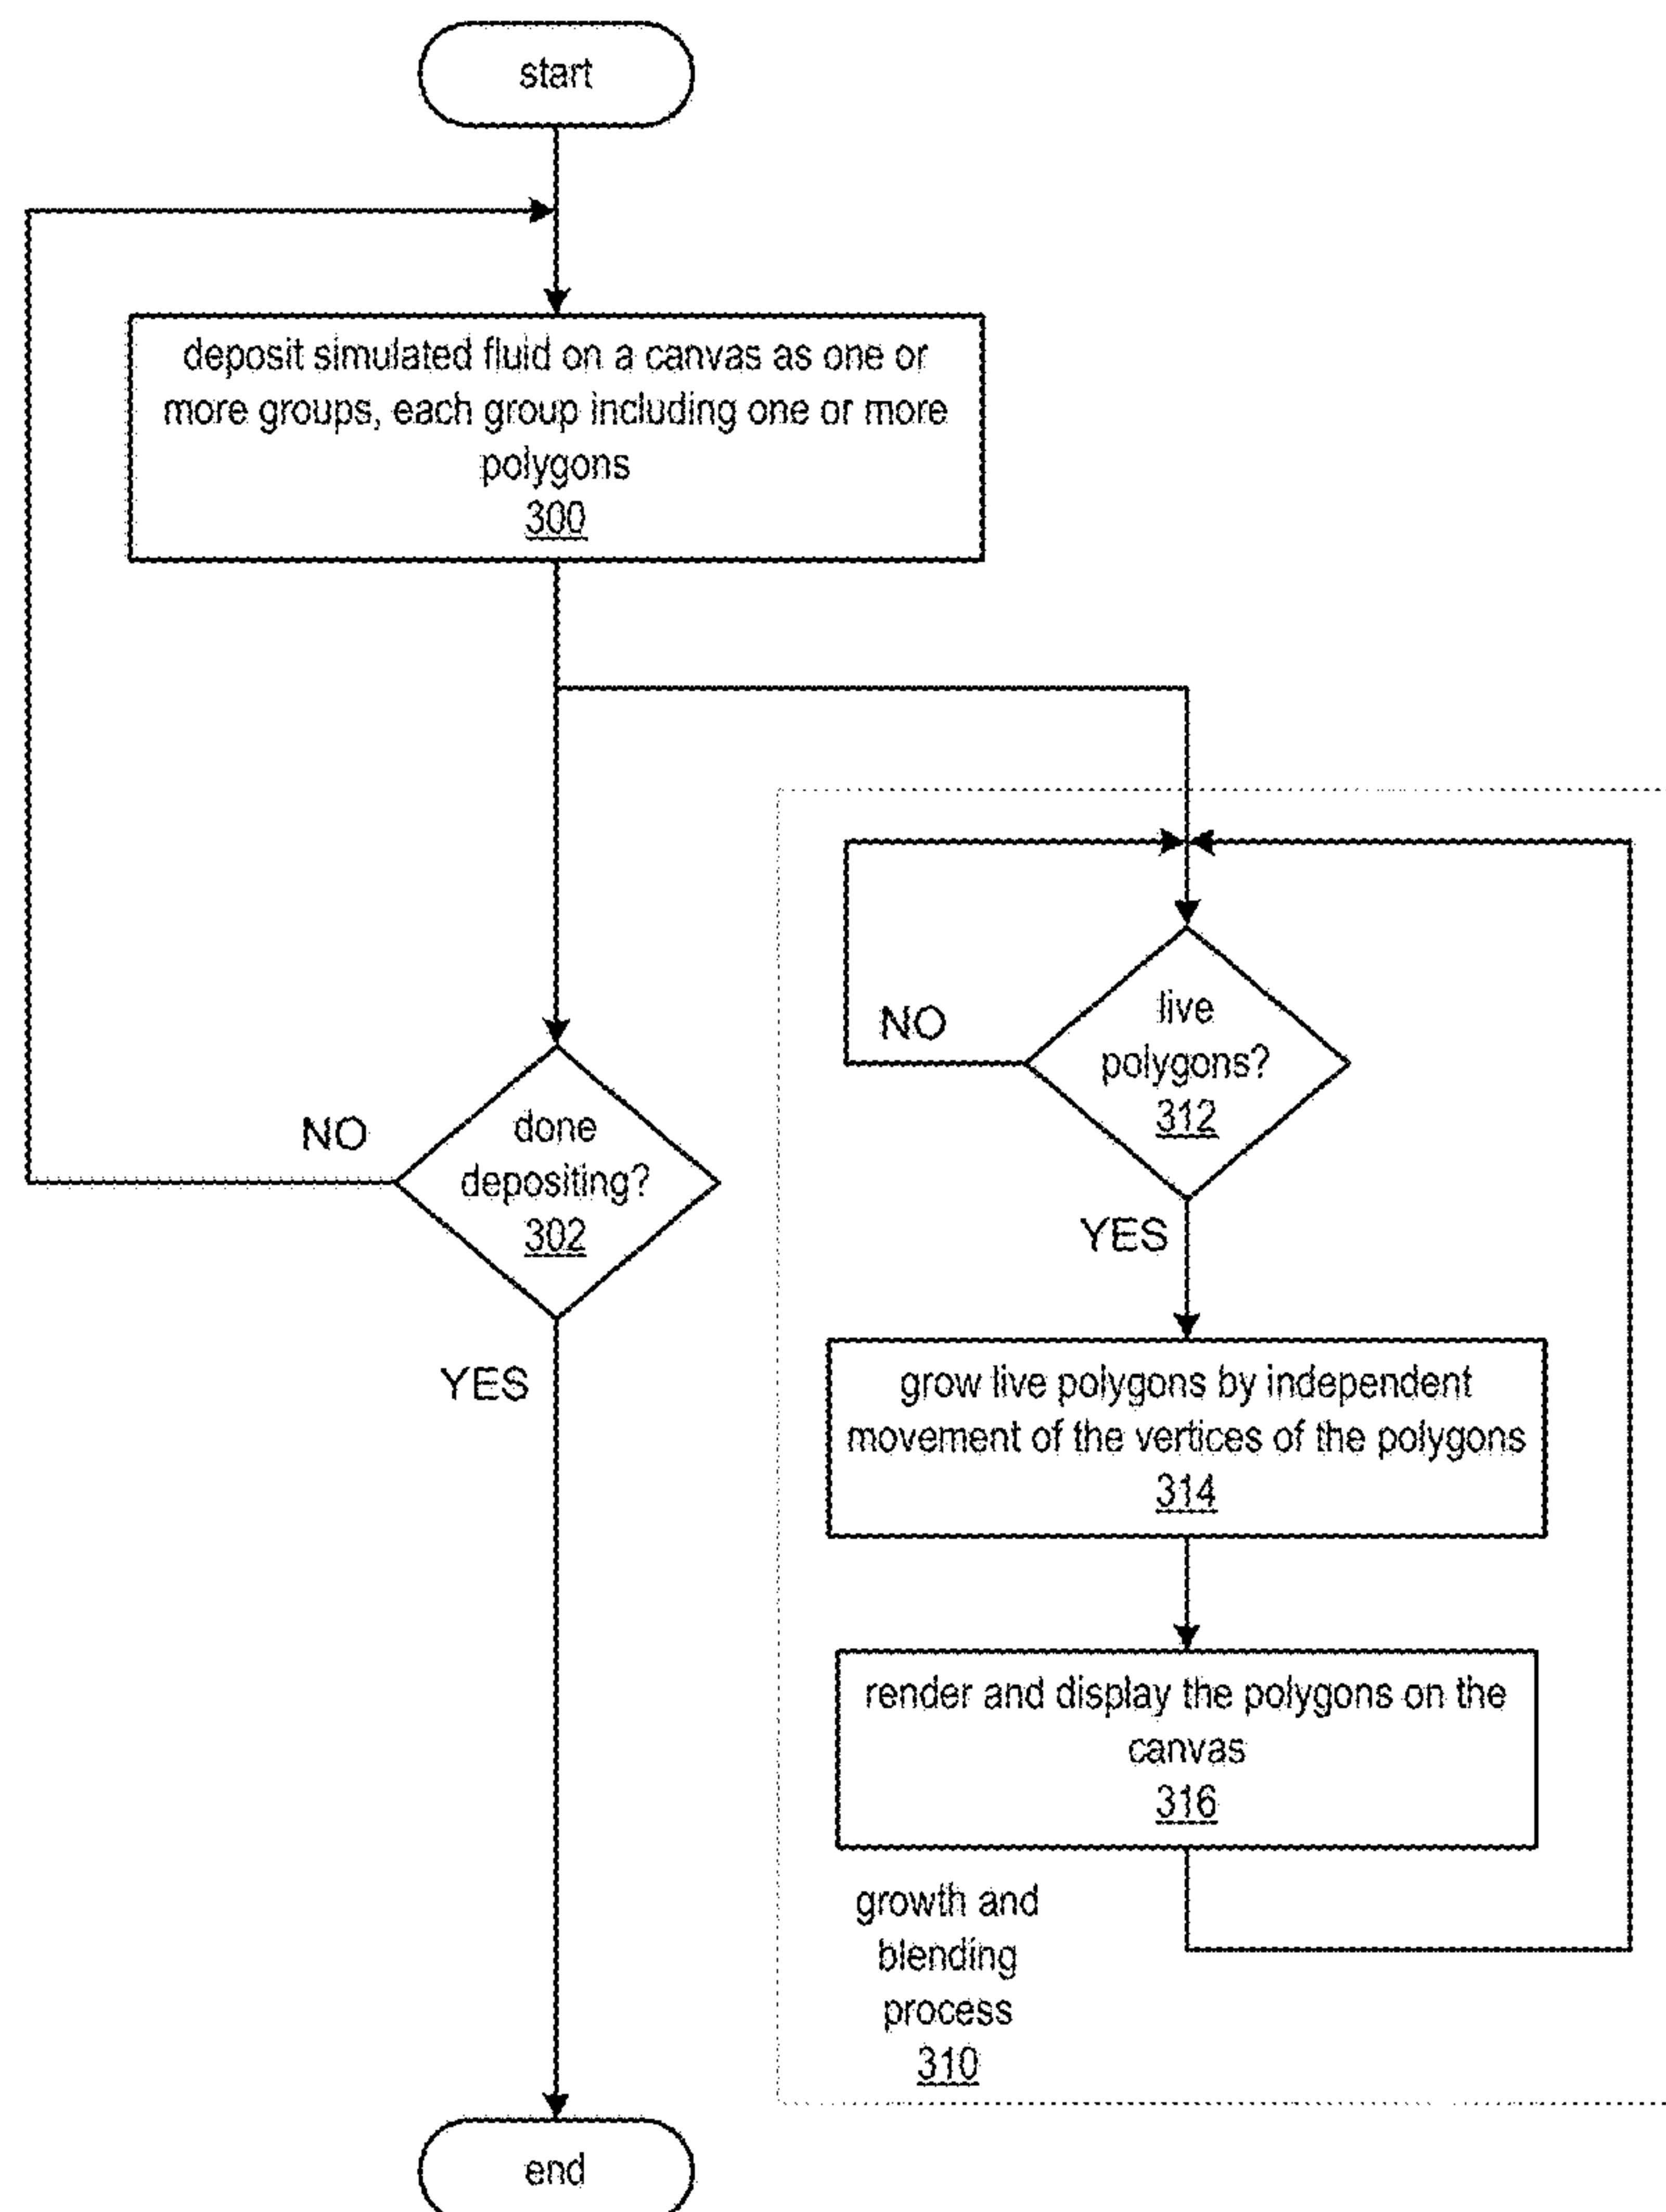 start
deposit simulated fluid on a canvas as one or
more groups, each group including one or more
polygons
300
done
depositing?
302
NO
YES
live
polygons?
312
NO
YES
grow live polygons by independent
movement of the vertices of the polygons
314
render and display the polygons on the
canvas
316
growth and
blending
process
310
end